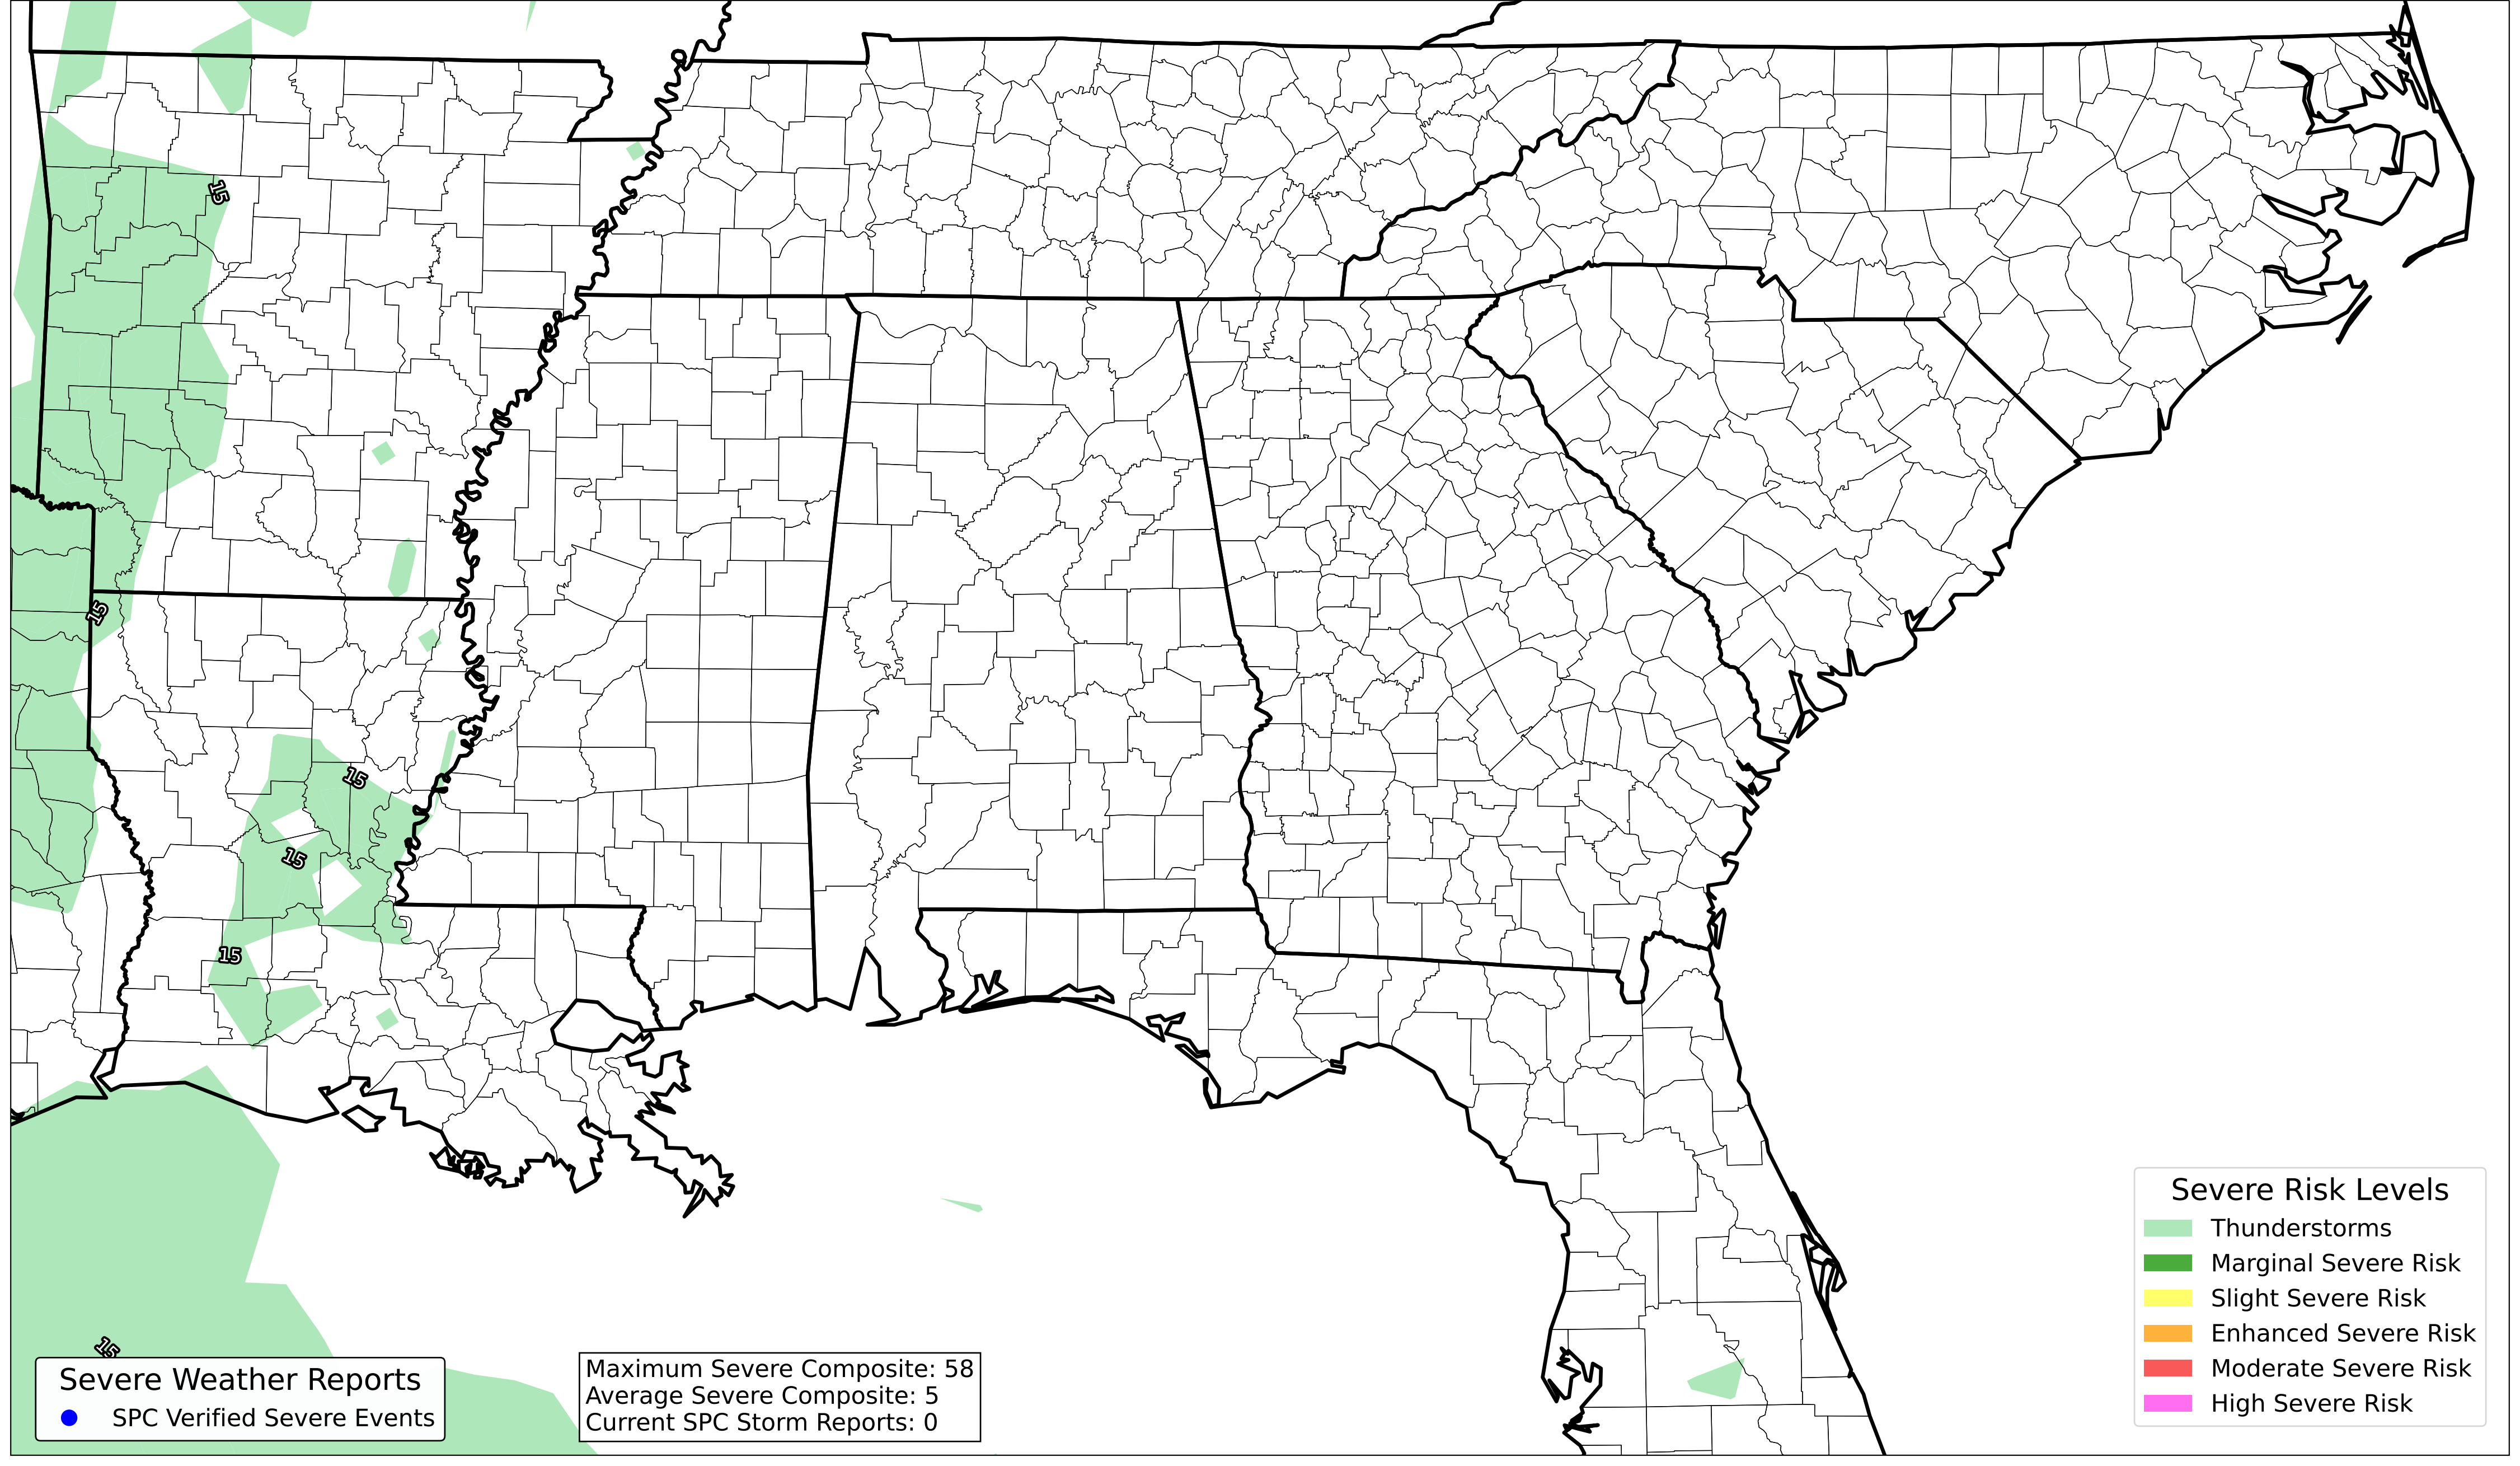 15
15
15
15
15
15
Severe Weather Reports
SPC Verified Severe Events
Maximum Severe Composite: 58
Average Severe Composite: 5
Current SPC Storm Reports: 0
Severe Risk Levels
Thunderstorms
Marginal Severe Risk
Slight Severe Risk
Enhanced Severe Risk
Moderate Severe Risk
High Severe Risk